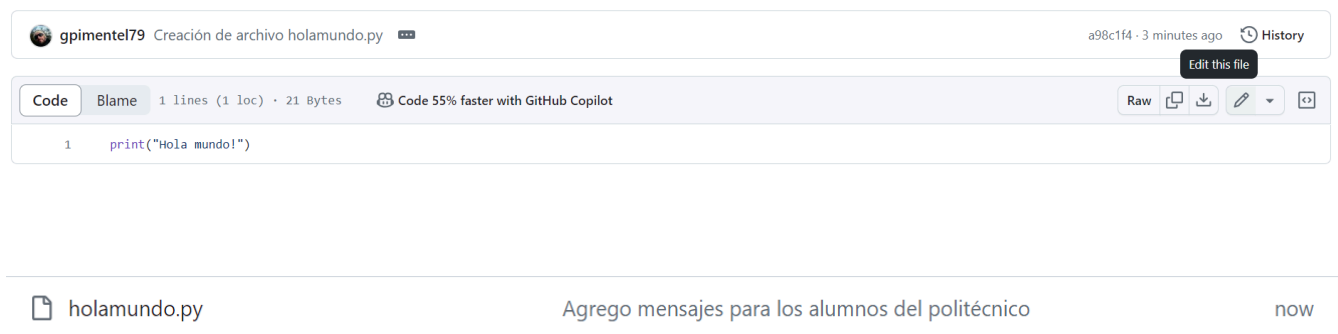 gpimentel79 Creación de archivo holamundo.py a98c1f4 · 3 minutes ago History
Edit this file
Code Blame 1 lines (1 loc) · 21 Bytes Code 55% faster with GitHub Copilot Raw
1 print("Hola mundo!")
holamundo.py Agrego mensajes para los alumnos del politécnico now